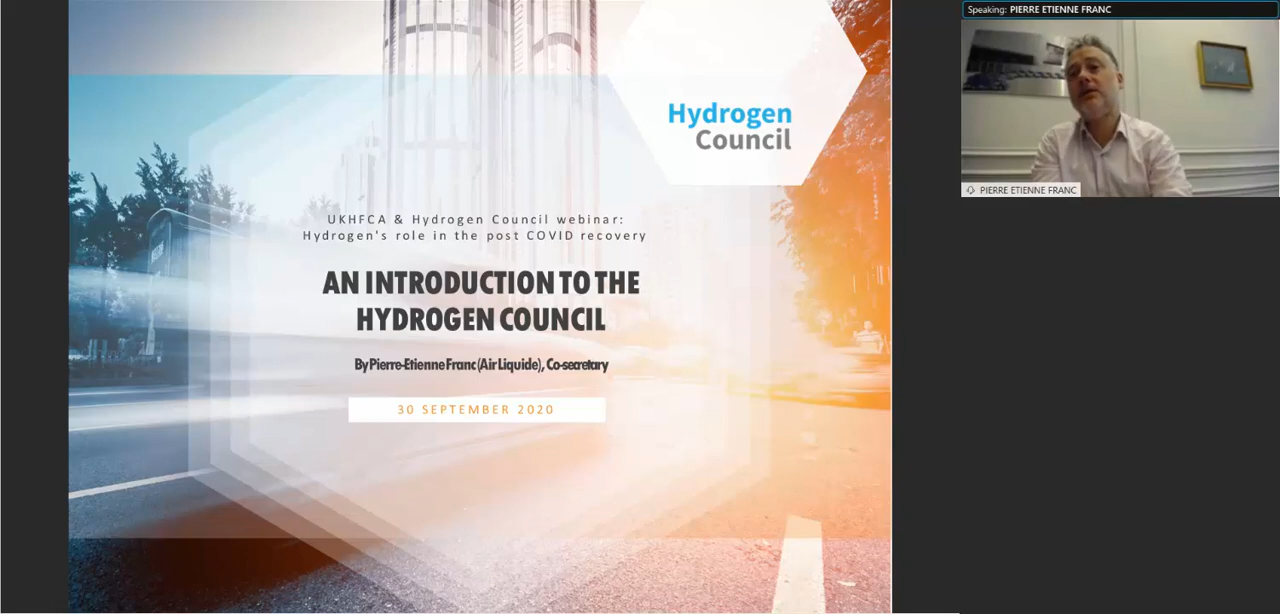 Speaking: PIERRE ETIENNE FRANC
Hydrogen
Council
UKHFCA & Hydrogen Council webinar:
Hydrogen's role in the post COVID recovery
AN INTRODUCTION TO THE
HYDROGEN COUNCIL
By Pierre-Etienne Franc (Air Liquide), Co-secretary
30 SEPTEMBER 2020
PIERRE ETIENNE FRANC